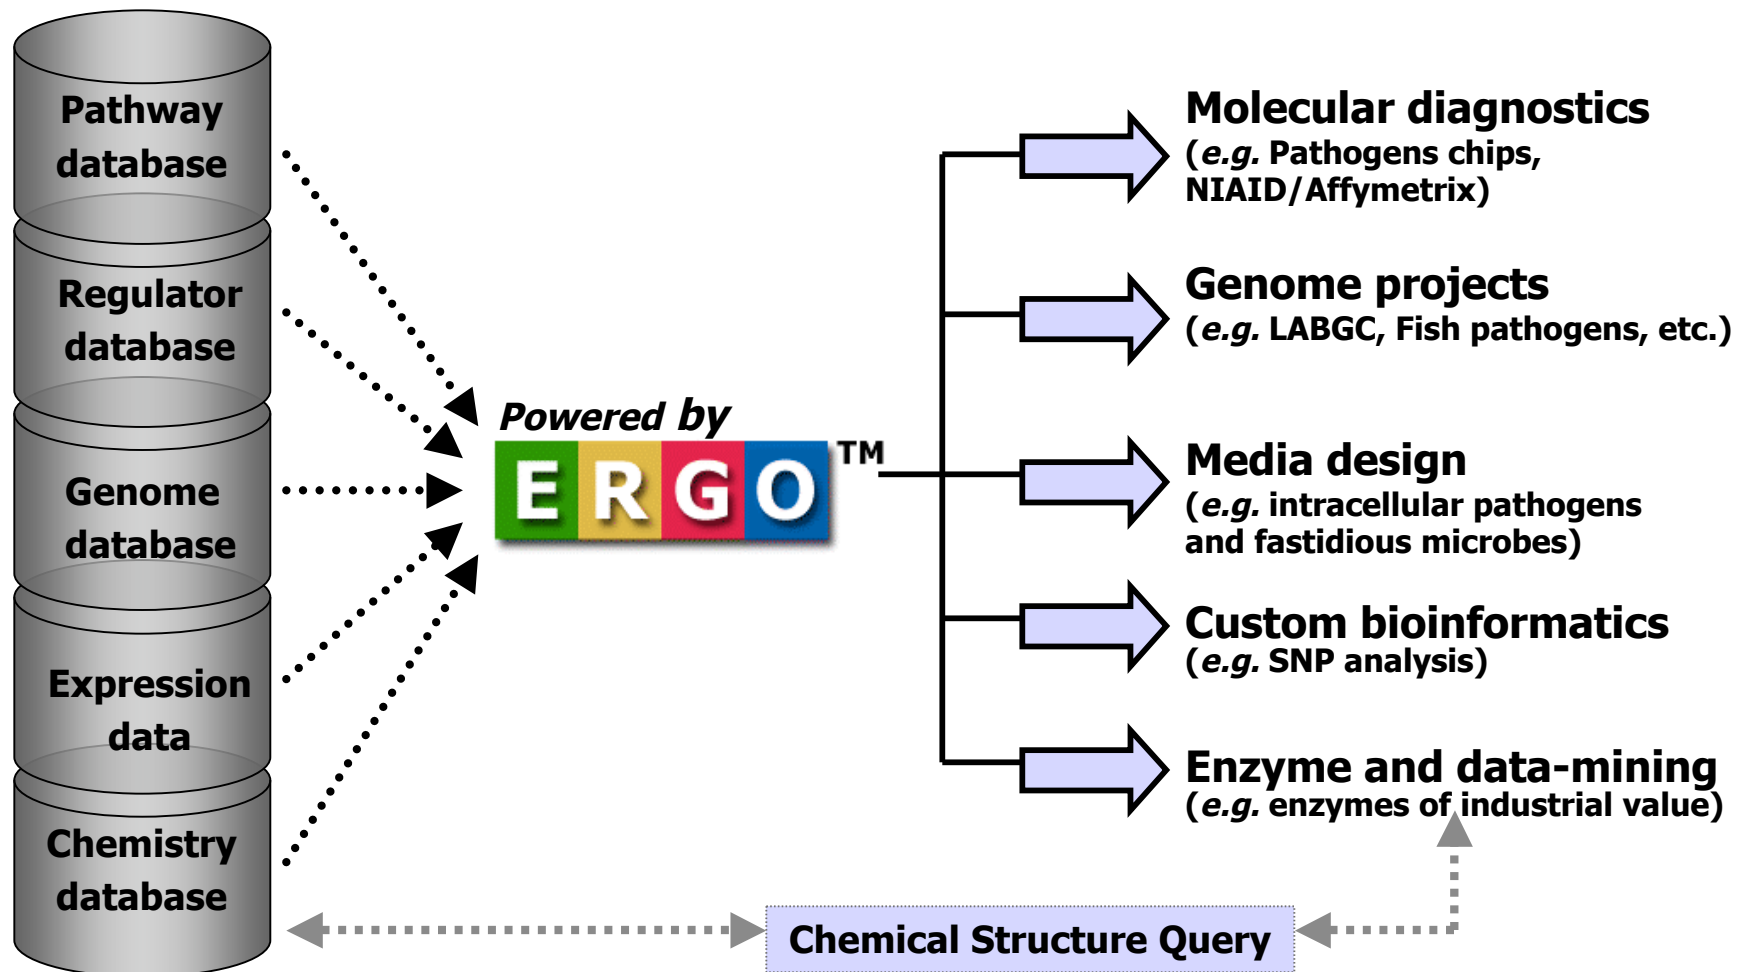 Pathway
database
Regulator
database
Genome
database
Expression
data
Chemistry
database
Powered by
ERGO™
Molecular diagnostics
(e.g. Pathogens chips,
NIAID/Affymetrix)
Genome projects
(e.g. LABGC, Fish pathogens, etc.)
Media design
(e.g. intracellular pathogens
and fastidious microbes)
Custom bioinformatics
(e.g. SNP analysis)
Enzyme and data-mining
(e.g. enzymes of industrial value)
Chemical Structure Query